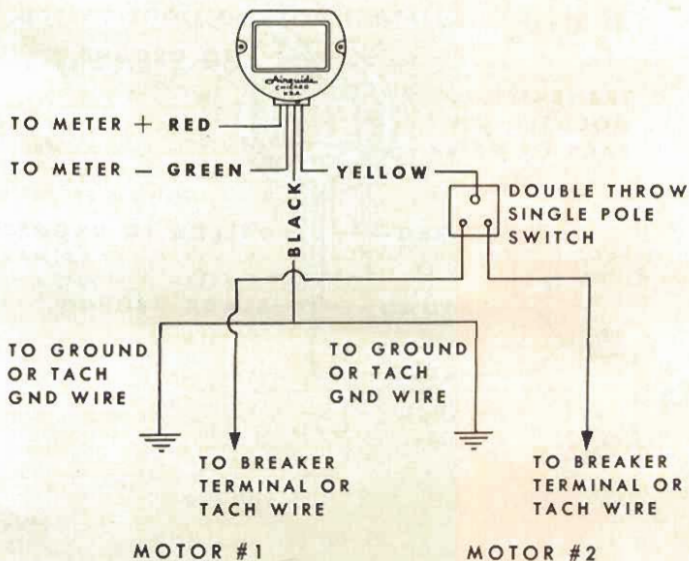 Airguide
CHICAGO
U.S.A.
TO METER + RED
TO METER - GREEN
YELLOW
BLACK
DOUBLE THROW
SINGLE POLE
SWITCH
TO GROUND
OR TACH
GND WIRE
TO GROUND
OR TACH
GND WIRE
TO BREAKER
TERMINAL OR
TACH WIRE
TO BREAKER
TERMINAL OR
TACH WIRE
MOTOR #1
MOTOR #2